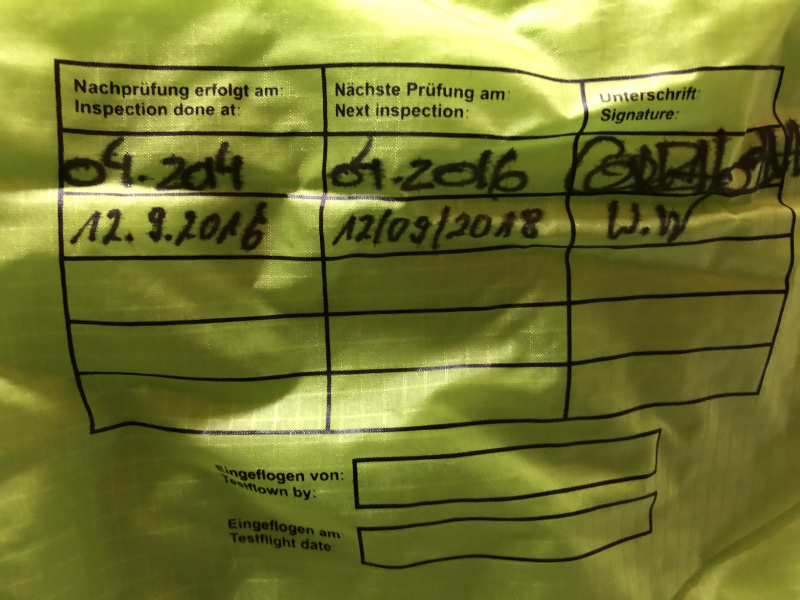 Nachprüfung erfolgt am: Nächste Prüfung am: Unterschrift:
Inspection done at: Next inspection: Signature:
04.2014 04.2016
12.9.2016 12/09/2018 W.W
Eingeflogen von:
Testflown by:
Eingeflogen am
Testflight date: